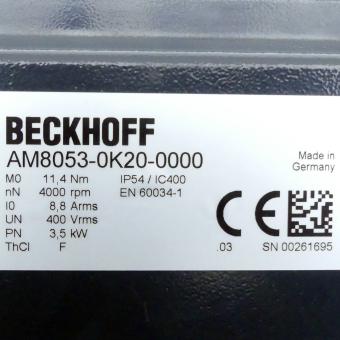 BECKHOFF
AM8053-0K20-0000
M0 11,4 Nm IP54 / IC400
nN 4000 rpm EN 60034-1
I0 8,8 Arms
UN 400 Vrms
PN 3,5 kW
ThCl F
Made in
Germany
CE
.03 SN 00261695